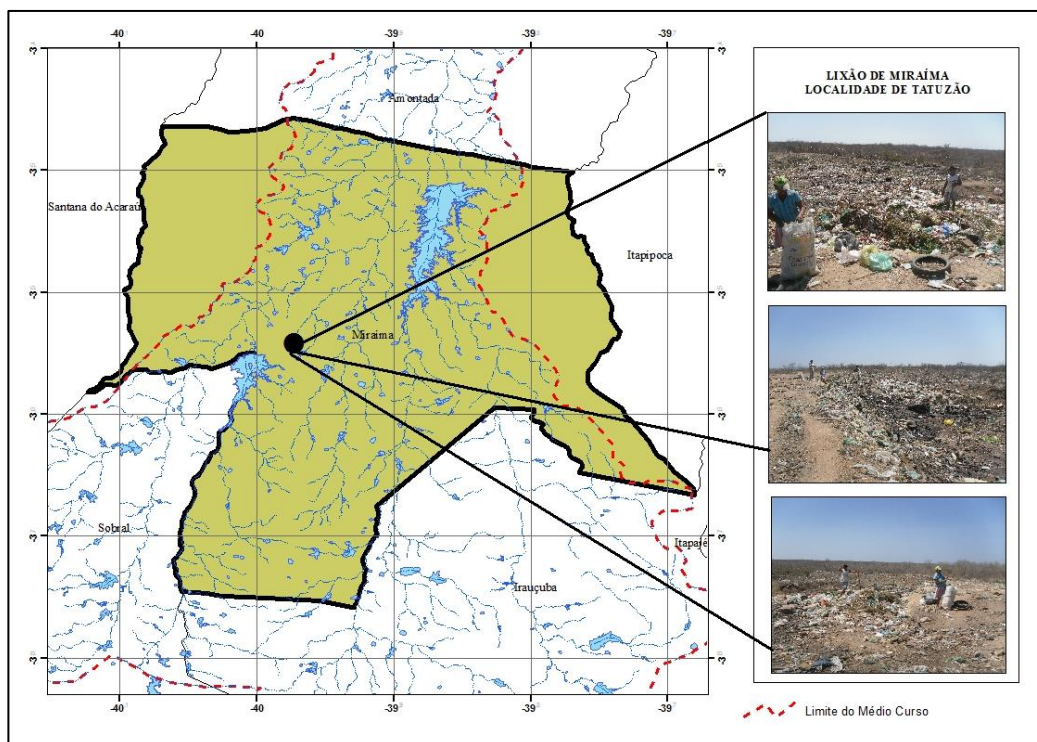 -40 -40 -39 -39 -39
Amontada
Santana do Acaraú
Itapipoca
Miraima
Sobral
Itapajé
Irauçuba
-40 -40 -39 -39 -39
LIXÃO DE MIRAÍMA
LOCALIDADE DE TATUZÃO
Limite do Médio Curso